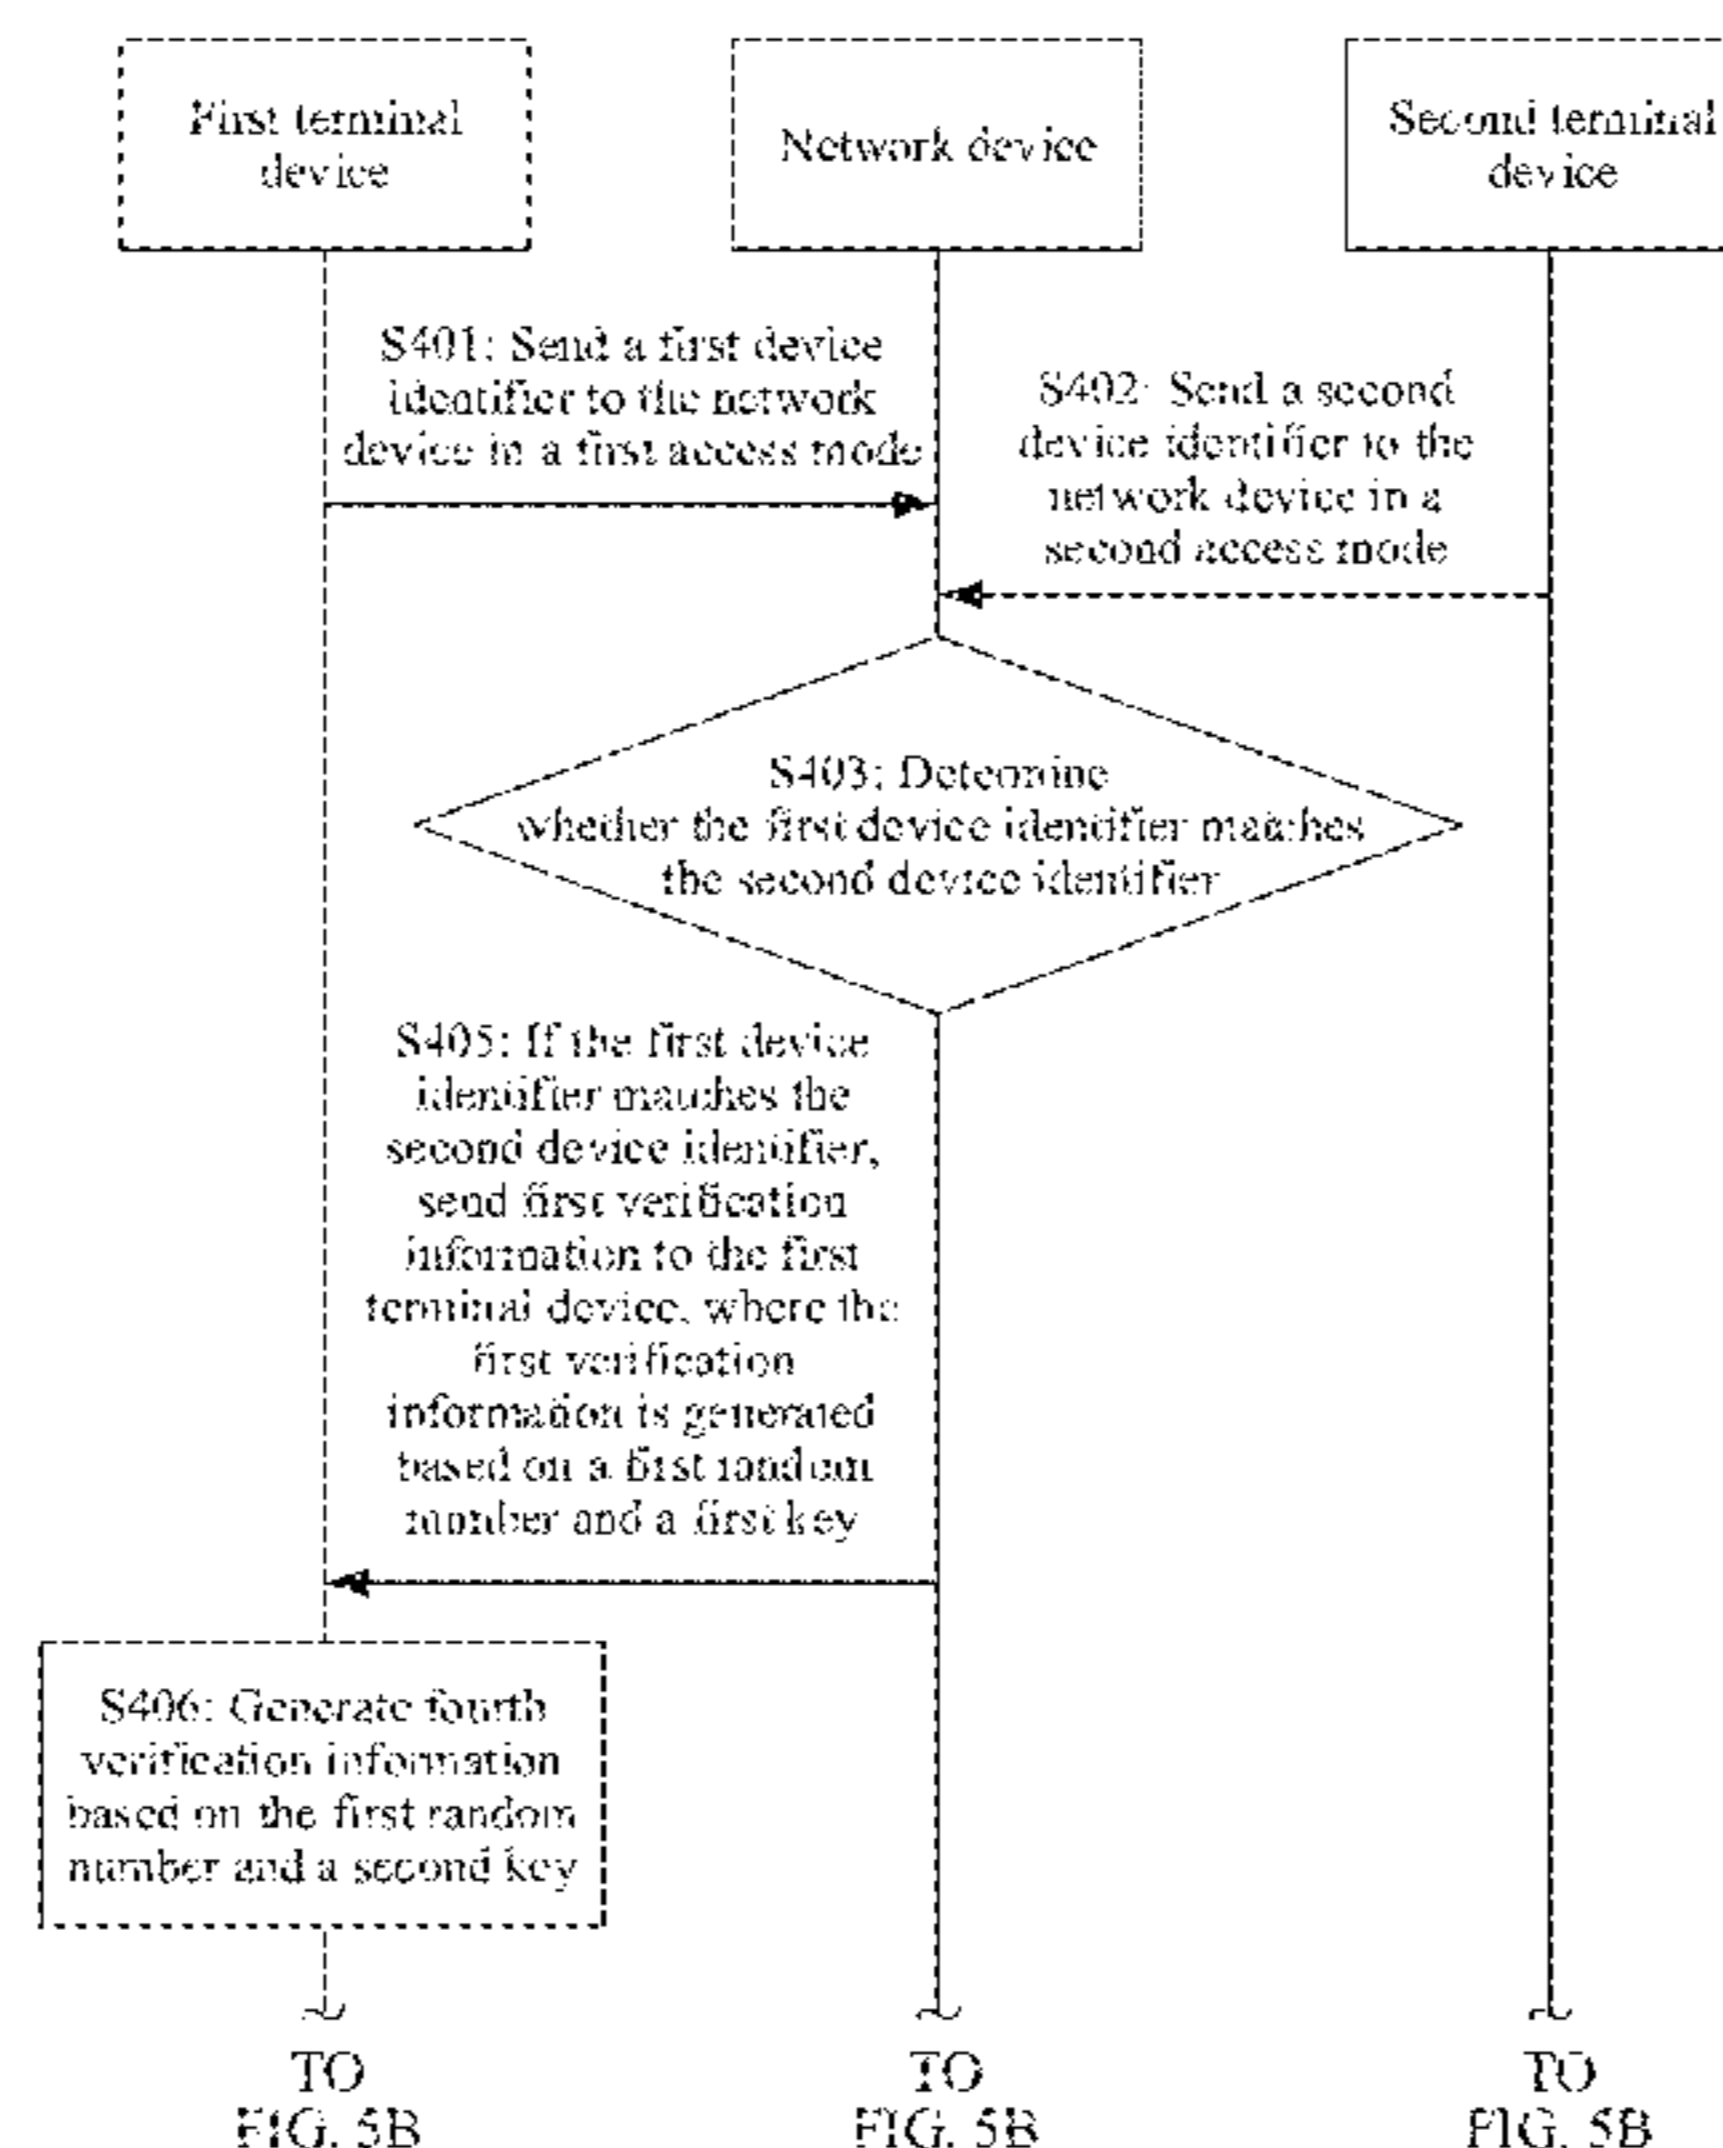 First terminal
device
Network device
Second terminal
device
S401: Send a first device
identifier to the network
device in a first access mode
S402: Send a second
device identifier to the
network device in a
second access mode
S403: Determine
whether the first device identifier matches
the second device identifier
S405: If the first device
identifier matches the
second device identifier,
send first verification
information to the first
terminal device, where the
first verification
information is generated
based on a first random
number and a first key
S406: Generate fourth
verification information
based on the first random
number and a second key
TO
FIG. 5B
TO
FIG. 5B
TO
FIG. 5B